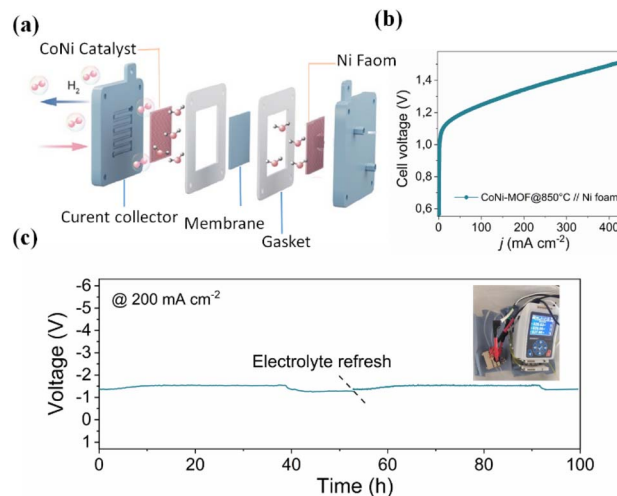 (a)
CoNi Catalyst
Ni Faom
H2
Curent collector
Membrane
Gasket
(b)
Cell voltage (V)
1,4
1,2
1,0
0,8
0,6
CoNi-MOF@850°C // Ni foam
0 100 200 300 400
j (mA cm-2)
(c)
@ 200 mA cm-2
Electrolyte refresh
Voltage (V)
-6
-5
-4
-3
-2
-1
0
1
0 20 40 60 80 100
Time (h)